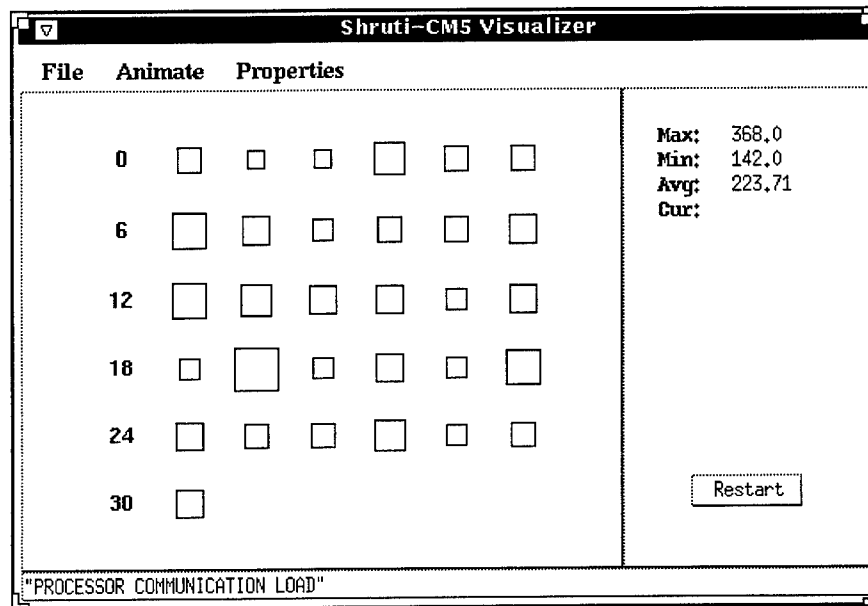 Shruti-CM5 Visualizer
File Animate Properties
0
6
12
18
24
30
Max: 368.0
Min: 142.0
Avg: 223.71
Cur:
Restart
"PROCESSOR COMMUNICATION LOAD"